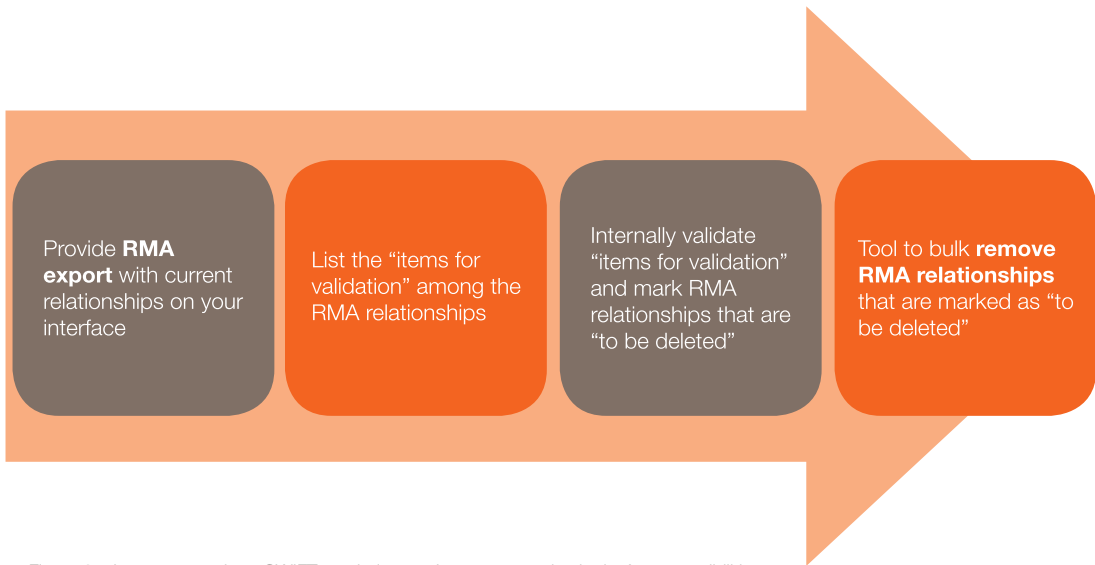 Provide RMA
export with current
relationships on your
interface
List the “items for
validation” among the
RMA relationships
Internally validate
“items for validation”
and mark RMA
relationships that are
“to be deleted”
Tool to bulk remove
RMA relationships
that are marked as “to
be deleted”